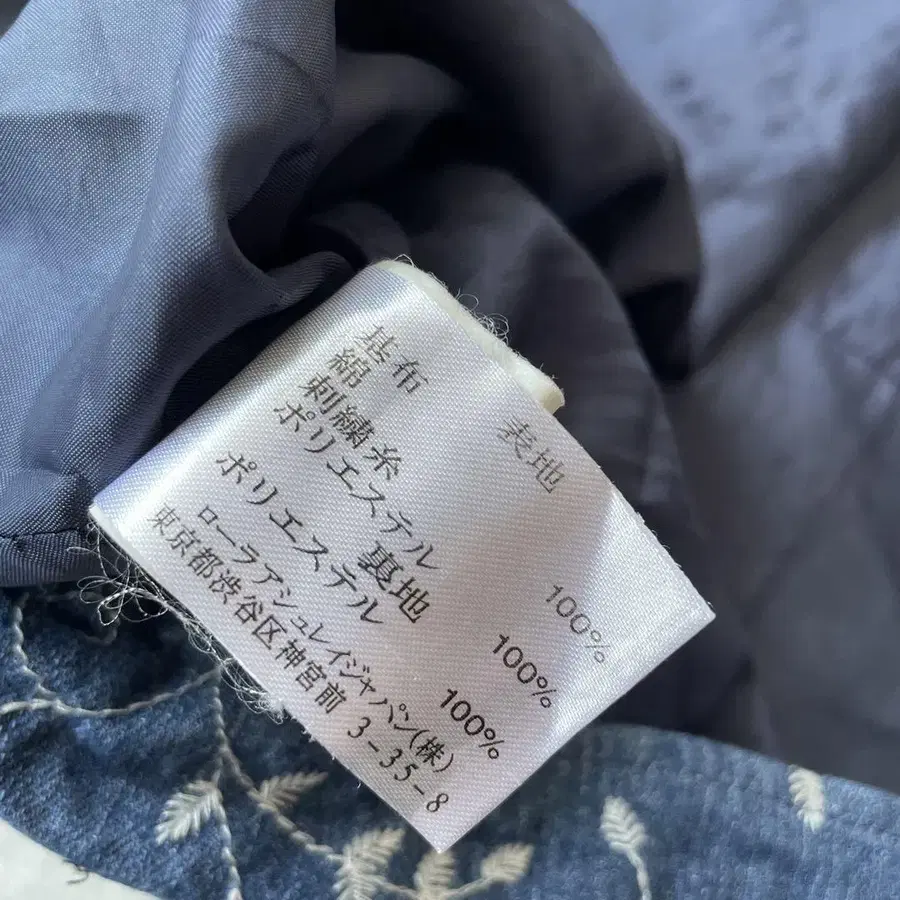 表地
基布
綿 100%
刺繍糸
ポリエステル 100%
裏地
ポリエステル 100%
ローラアシュレイジャパン(株)
東京都渋谷区神宮前 3-35-8